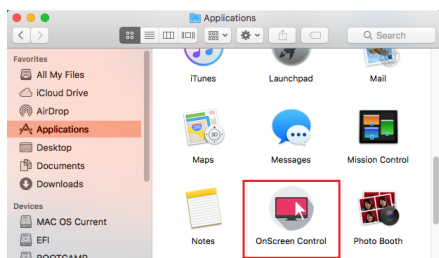 Applications
Search
Favorites
All My Files
iCloud Drive
AirDrop
Applications
Desktop
Documents
Downloads
Devices
MAC OS Current
EFI
BOOTCAMP
iTunes
Launchpad
Mail
Maps
Messages
Mission Control
Notes
OnScreen Control
Photo Booth